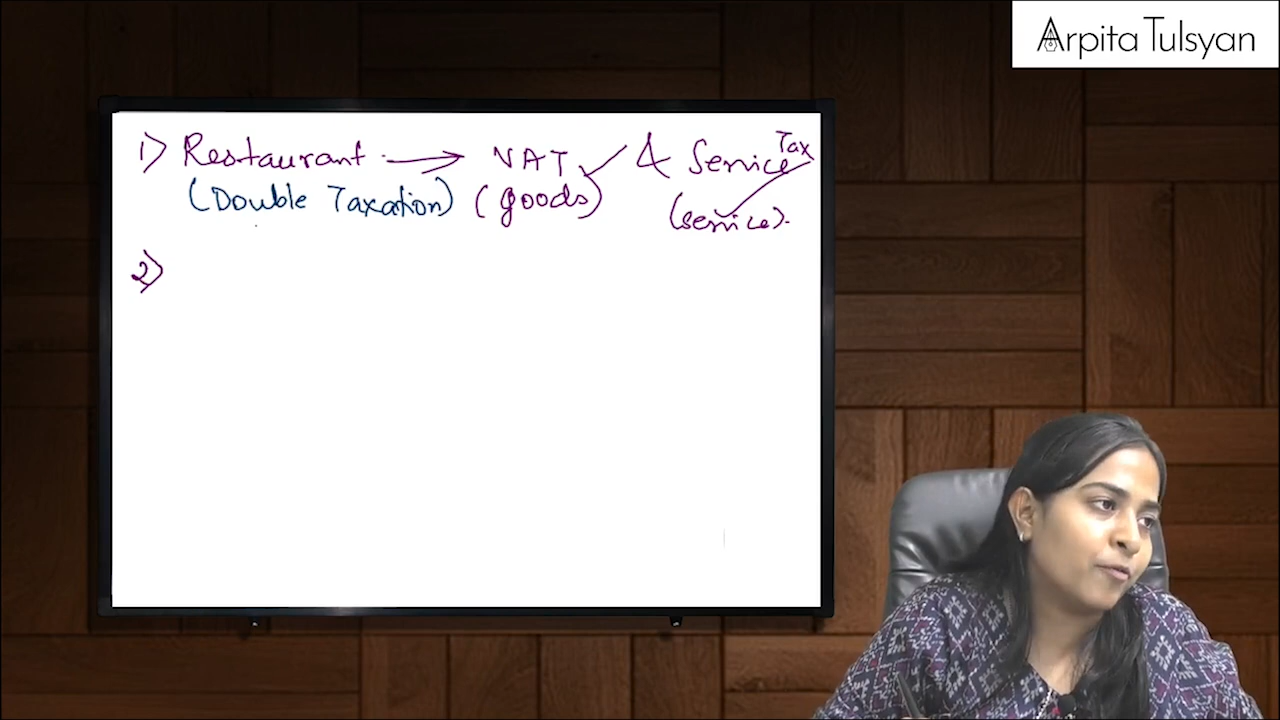 Arpita Tulsyan
1) Restaurant → VAT & Service Tax
(Double Taxation) (goods) (service).
2)